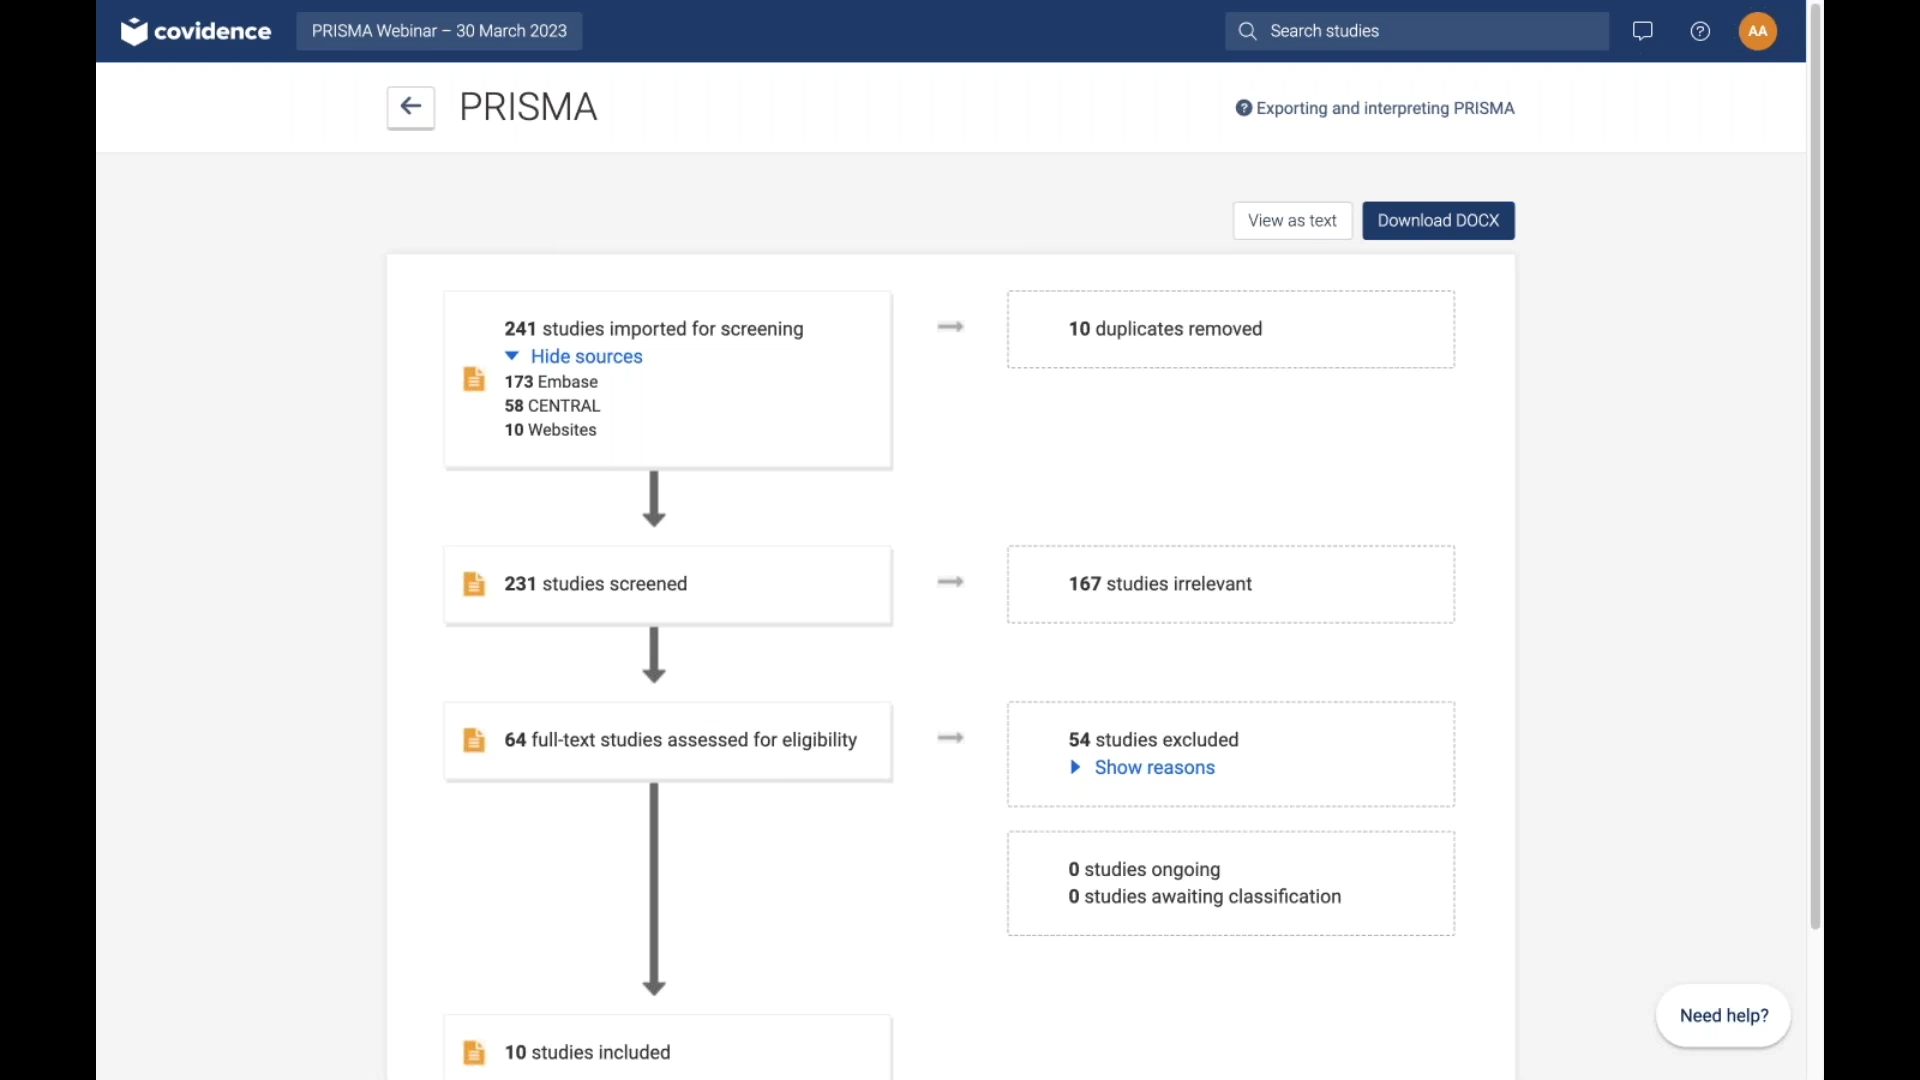 covidence
PRISMA Webinar – 30 March 2023
Search studies
AA
PRISMA
Exporting and interpreting PRISMA
View as text
Download DOCX
241 studies imported for screening
Hide sources
173 Embase
58 CENTRAL
10 Websites
10 duplicates removed
231 studies screened
167 studies irrelevant
64 full-text studies assessed for eligibility
54 studies excluded
Show reasons
0 studies ongoing
0 studies awaiting classification
10 studies included
Need help?